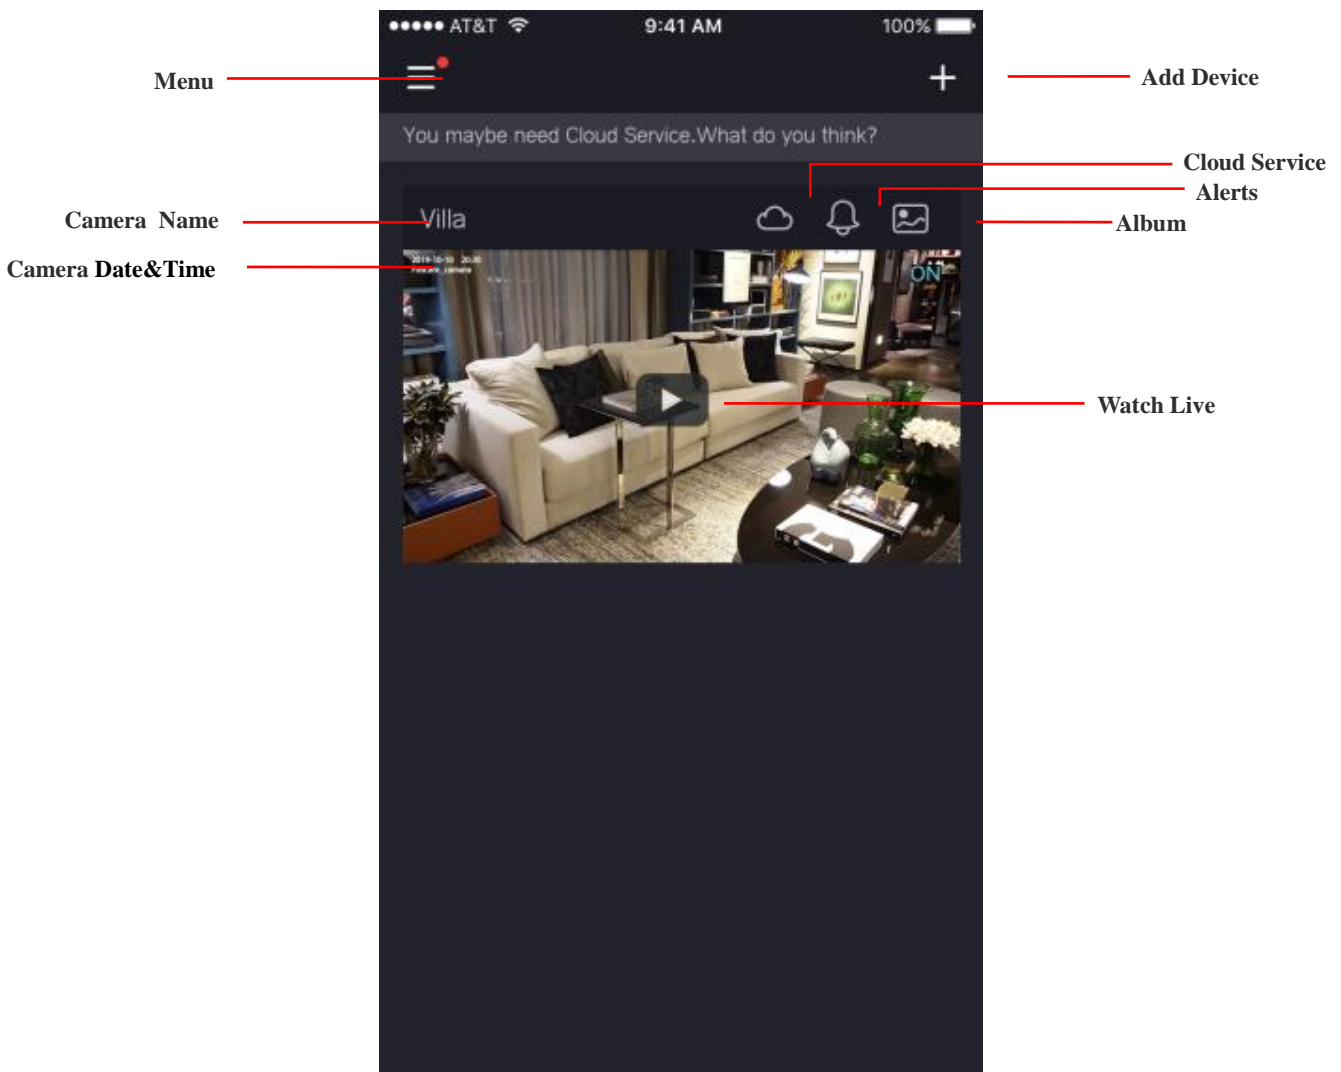 AT&T 9:41 AM 100%
Menu
Add Device
You maybe need Cloud Service.What do you think?
Cloud Service
Alerts
Camera Name
Villa
Album
Camera Date&Time
ON
Watch Live